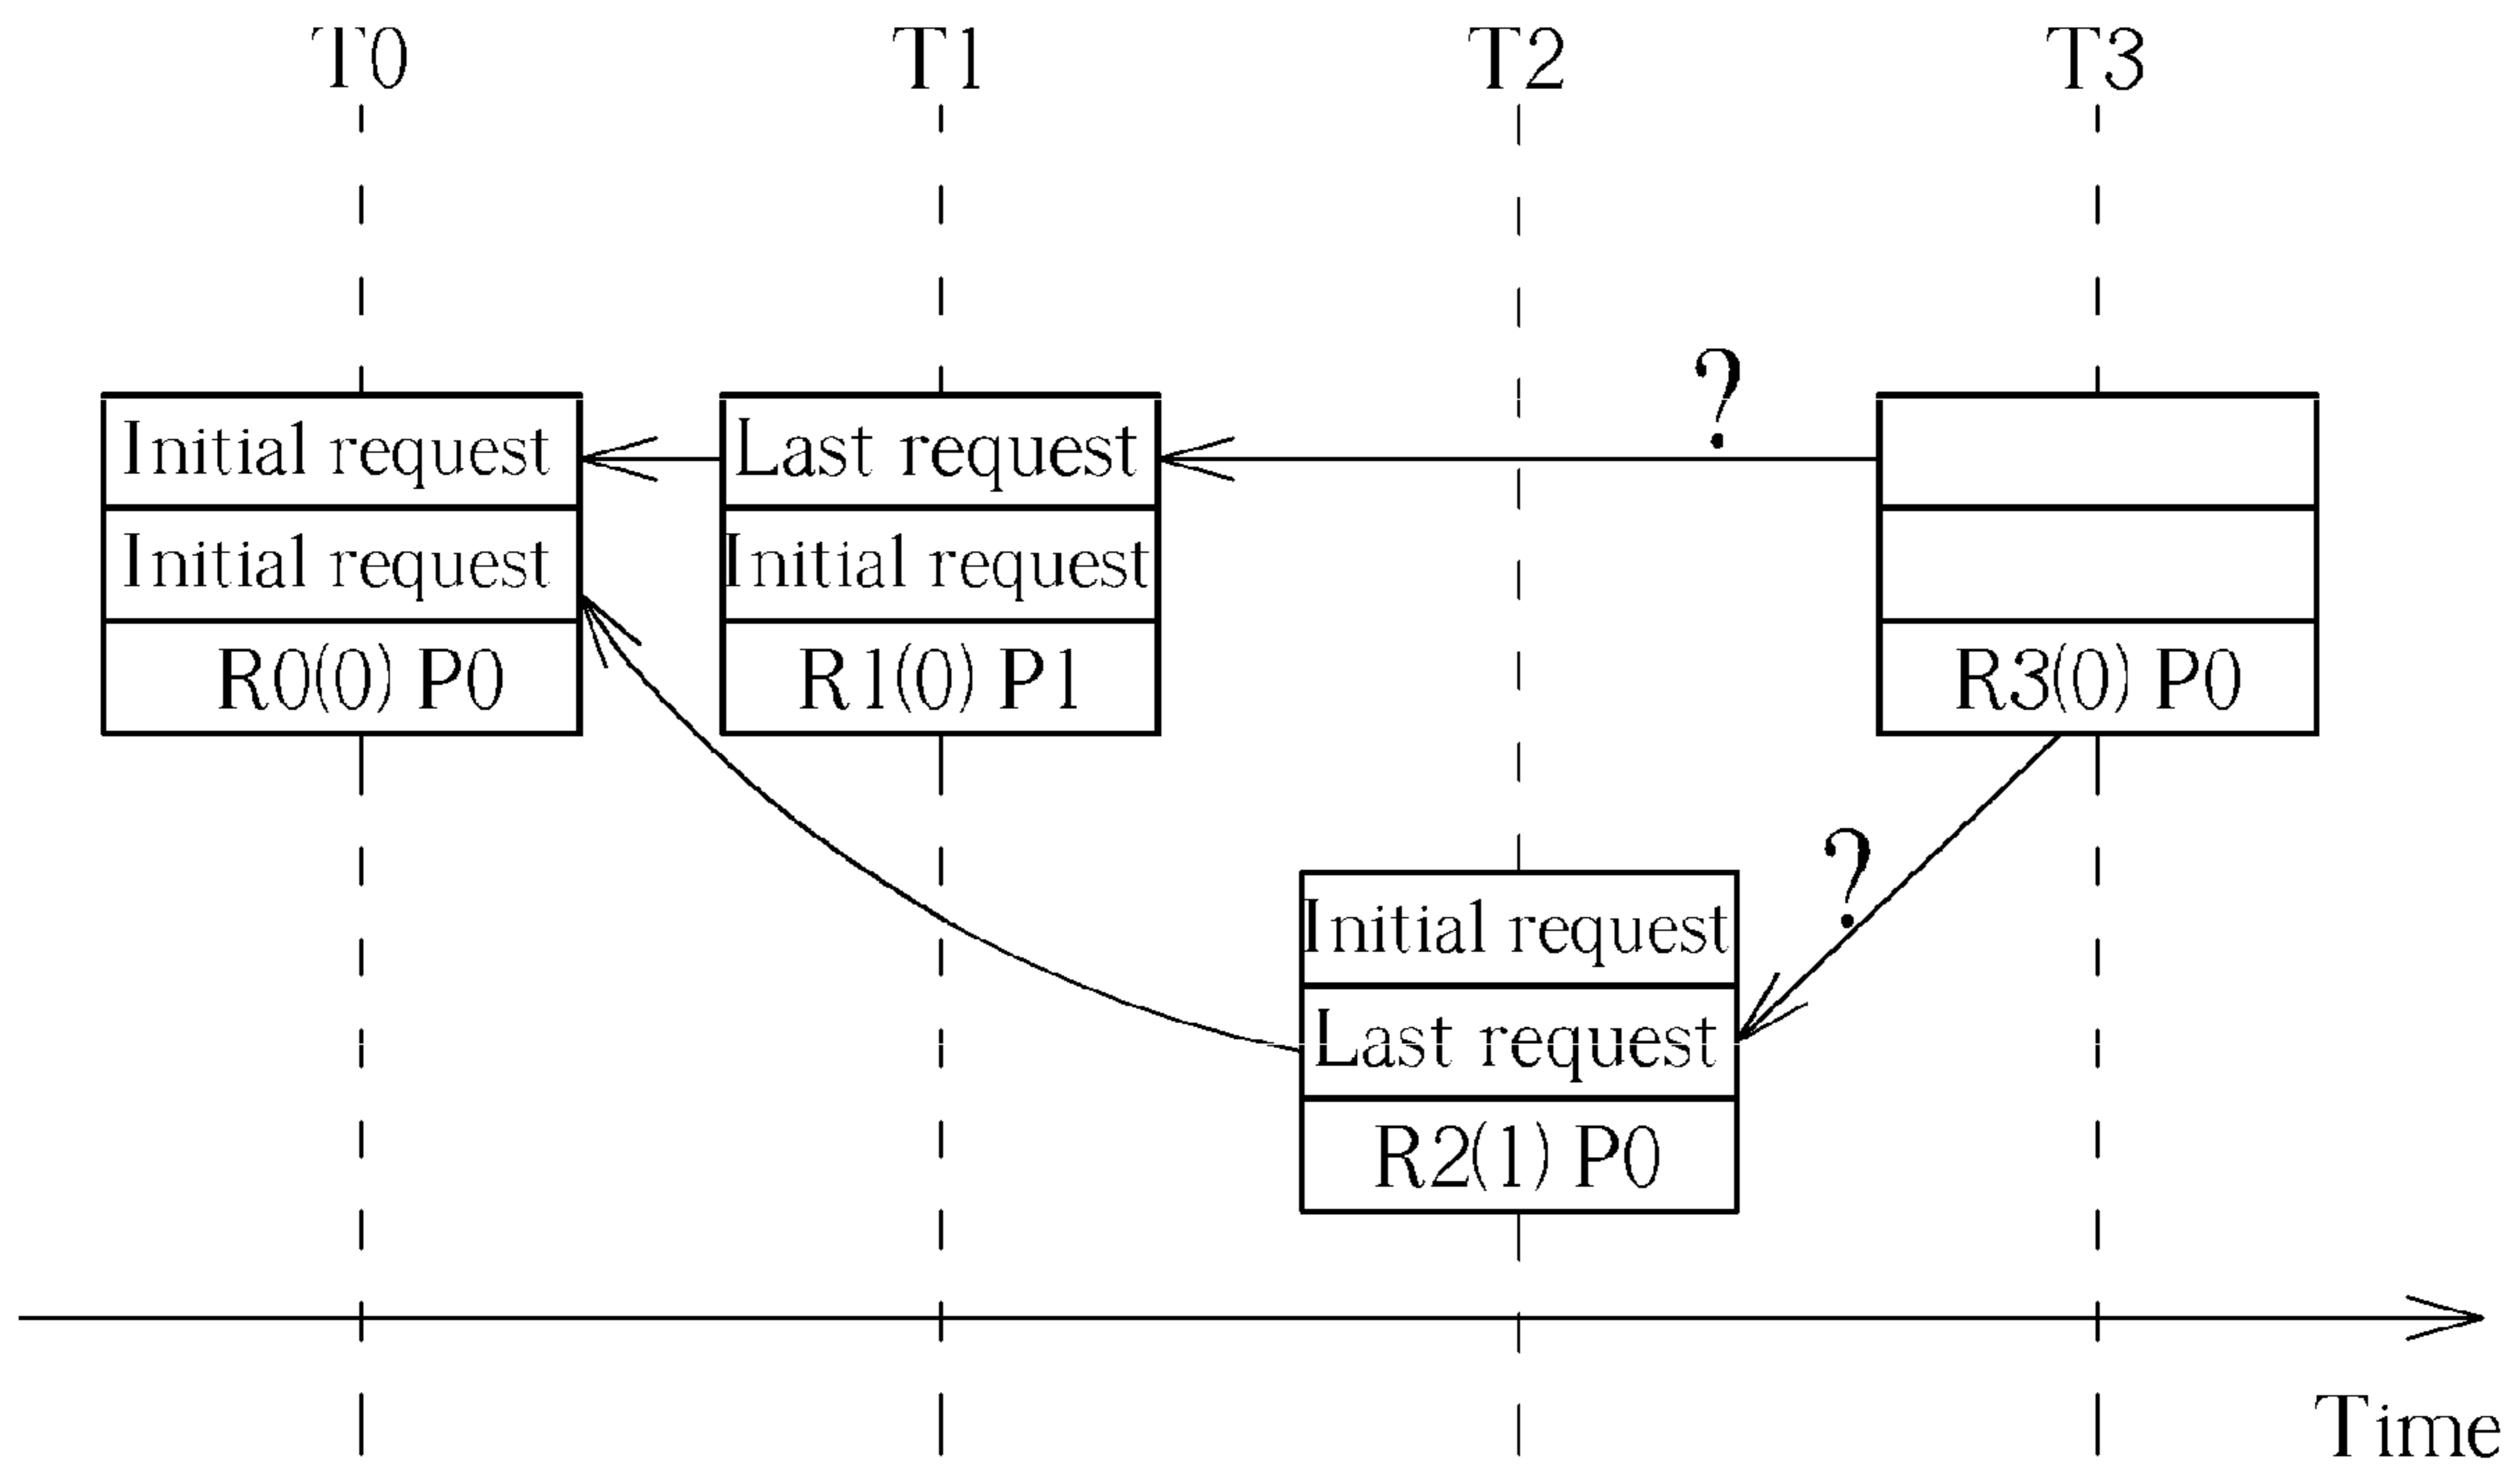 T0 T1 T2 T3
?
Initial request Last request
Initial request Initial request
R0(0) P0 R1(0) P1 R3(0) P0
?
Initial request
Last request
R2(1) P0
Time